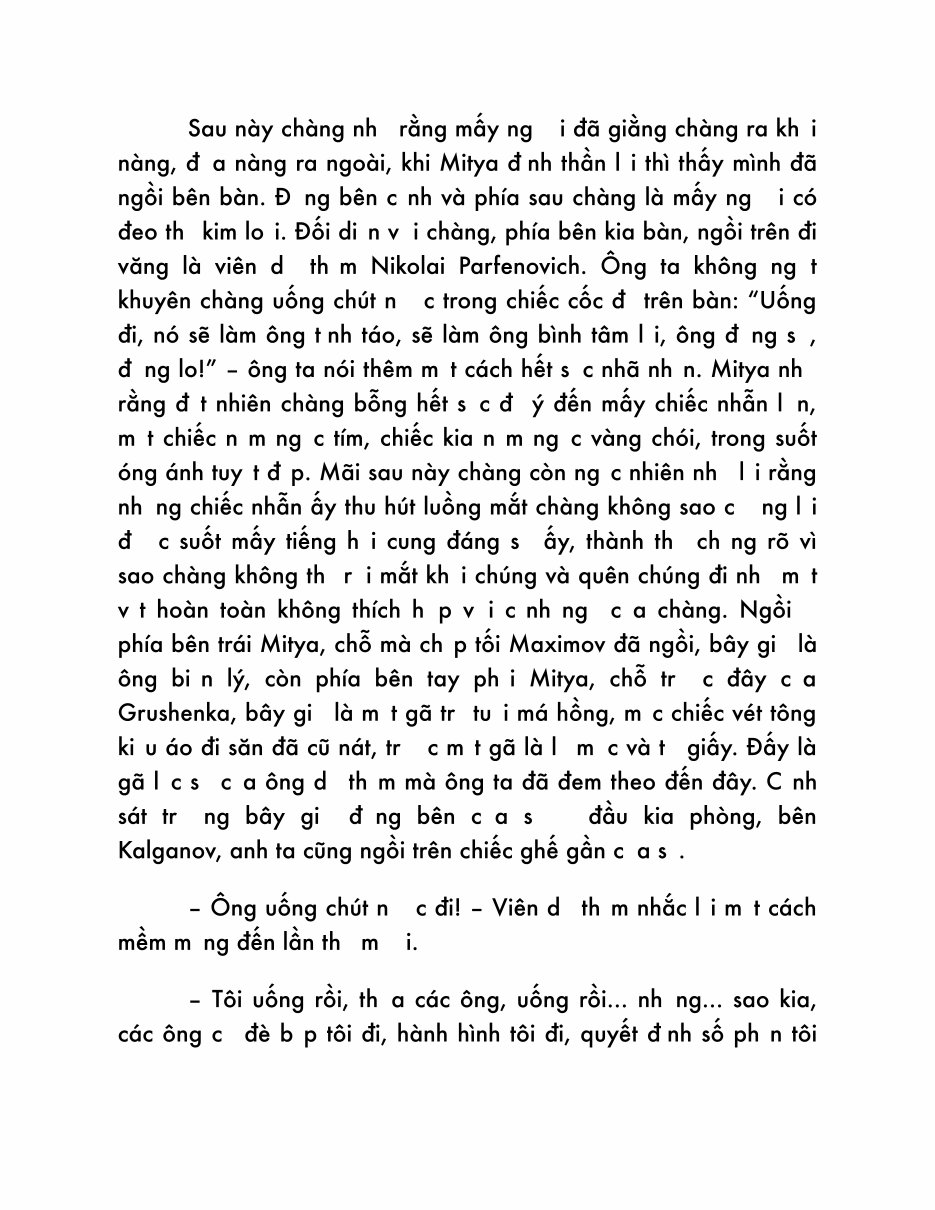 Sau này chàng nh rằng mấy ng i đã giằng chàng ra kh i
nàng, đ a nàng ra ngoài, khi Mitya đ nh thần l i thì thấy mình đã
ngồi bên bàn. Đ ng bên c nh và phía sau chàng là mấy ng i có
đeo th kim lo i. Đối di n v i chàng, phía bên kia bàn, ngồi trên đi
văng là viên d th m Nikolai Parfenovich. Ông ta không ng t
khuyên chàng uống chút n c trong chiếc cốc đ trên bàn: “Uống
đi, nó sẽ làm ông t nh táo, sẽ làm ông bình tâm l i, ông đ ng s ,
đ ng lo!” – ông ta nói thêm m t cách hết s c nhã nh n. Mitya nh
rằng đ t nhiên chàng bỗng hết s c đ ý đến mấy chiếc nhẫn l n,
m t chiếc n m ng c tím, chiếc kia n m ng c vàng chói, trong suốt
óng ánh tuy t đ p. Mãi sau này chàng còn ng c nhiên nh l i rằng
nh ng chiếc nhẫn ấy thu hút luồng mắt chàng không sao c ng l i
đ c suốt mấy tiếng h i cung đáng s ấy, thành th ch ng rõ vì
sao chàng không th r i mắt kh i chúng và quên chúng đi nh m t
v t hoàn toàn không thích h p v i c nh ng c a chàng. Ngồi
phía bên trái Mitya, chỗ mà ch p tối Maximov đã ngồi, bây gi là
ông bi n lý, còn phía bên tay ph i Mitya, chỗ tr c đây c a
Grushenka, bây gi là m t gã tr tu i má hồng, m c chiếc vét tông
ki u áo đi săn đã cũ nát, tr c m t gã là l m c và t giấy. Đấy là
gã l c s c a ông d th m mà ông ta đã đem theo đến đây. C nh
sát tr ng bây gi đ ng bên c a s đầu kia phòng, bên
Kalganov, anh ta cũng ngồi trên chiếc ghế gần c a s .
– Ông uống chút n c đi! – Viên d th m nhắc l i m t cách
mềm m ng đến lần th m i.
– Tôi uống rồi, th a các ông, uống rồi... nh ng... sao kia,
các ông c đè b p tôi đi, hành hình tôi đi, quyết đ nh số ph n tôi